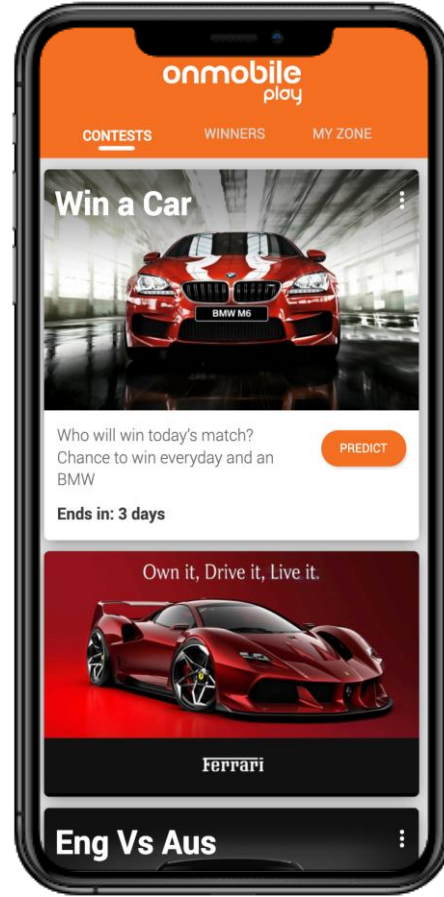 onmobile
play
CONTESTS WINNERS MY ZONE
Win a Car
BMW M6
Who will win today's match?
Chance to win everyday and an
BMW
PREDICT
Ends in: 3 days
Own it, Drive it, Live it.
Ferrari
Eng Vs Aus